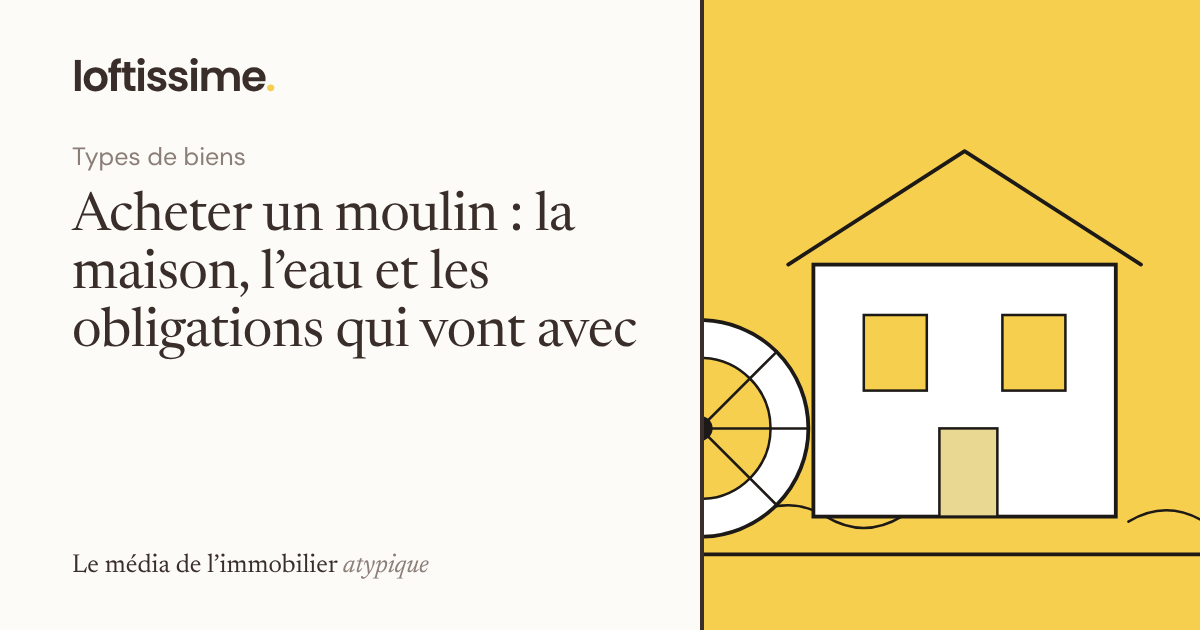 loftissime.
Types de biens
Acheter un moulin : la
maison, l’eau et les
obligations qui vont avec
Le média de l’immobilier atypique